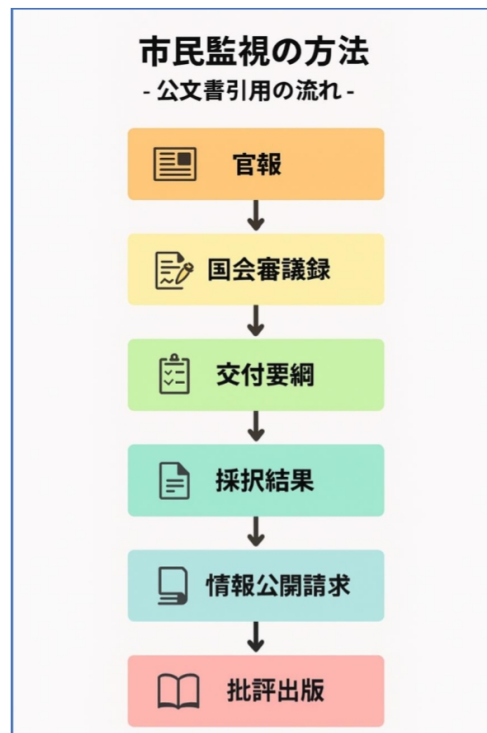 市民監視の方法
- 公文書引用の流れ -
官報
国会審議録
交付要綱
採択結果
情報公開請求
批評出版